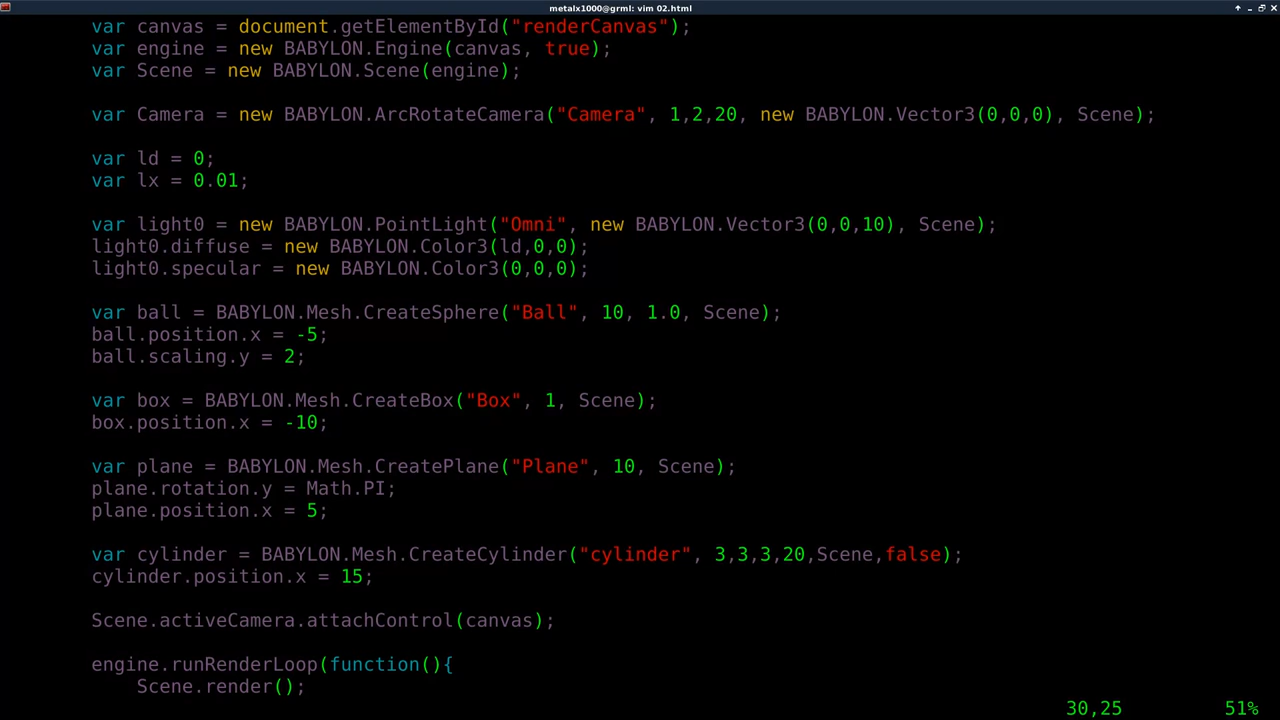 metalx1000@grml: vim 02.html
var canvas = document.getElementById("renderCanvas");
var engine = new BABYLON.Engine(canvas, true);
var Scene = new BABYLON.Scene(engine);
var Camera = new BABYLON.ArcRotateCamera("Camera", 1,2,20, new BABYLON.Vector3(0,0,0), Scene);
var ld = 0;
var lx = 0.01;
var light0 = new BABYLON.PointLight("Omni", new BABYLON.Vector3(0,0,10), Scene);
light0.diffuse = new BABYLON.Color3(ld,0,0);
light0.specular = new BABYLON.Color3(0,0,0);
var ball = BABYLON.Mesh.CreateSphere("Ball", 10, 1.0, Scene);
ball.position.x = -5;
ball.scaling.y = 2;
var box = BABYLON.Mesh.CreateBox("Box", 1, Scene);
box.position.x = -10;
var plane = BABYLON.Mesh.CreatePlane("Plane", 10, Scene);
plane.rotation.y = Math.PI;
plane.position.x = 5;
var cylinder = BABYLON.Mesh.CreateCylinder("cylinder", 3,3,3,20,Scene,false);
cylinder.position.x = 15;
Scene.activeCamera.attachControl(canvas);
engine.runRenderLoop(function(){
Scene.render();
30,25 51%